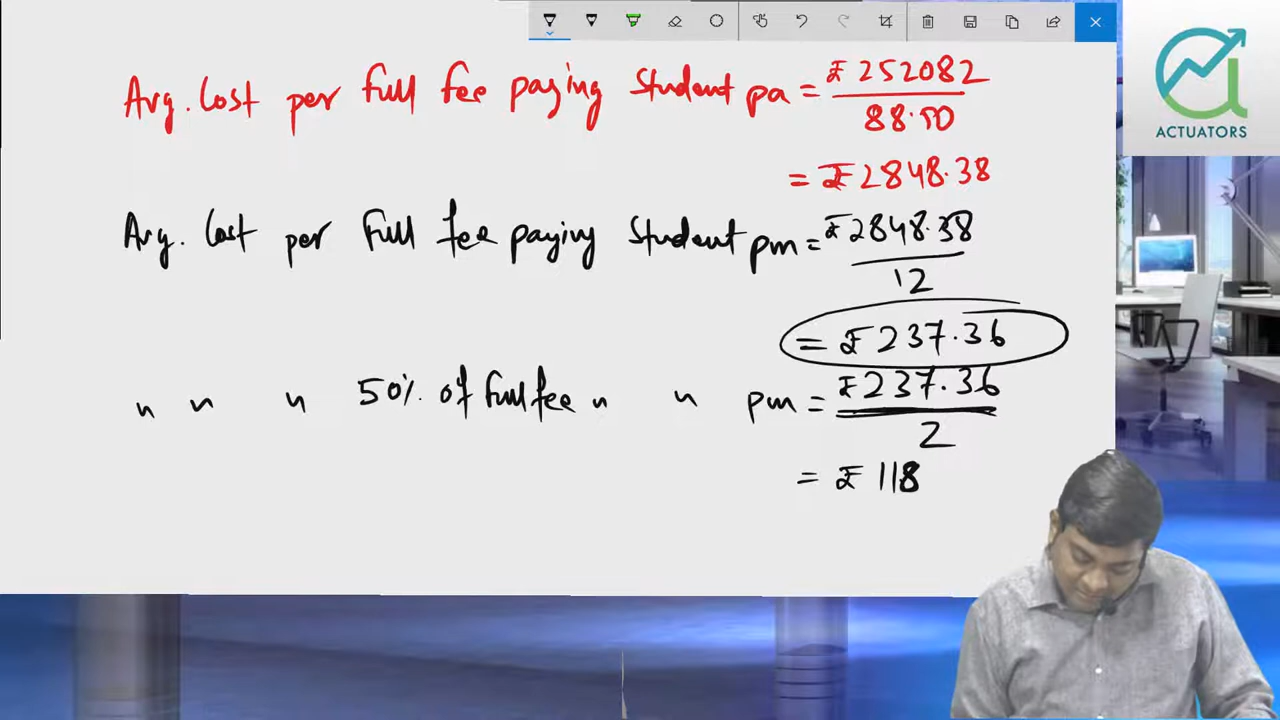 Avg. Cost per Full fee paying Student pa = ₹252082
88.50
= ₹2848.38
Avg. Cost per Full fee paying Student pm = ₹2848.38
12
= ₹237.36
" " " 50% of Full fee " " pm = ₹237.36
2
= ₹118
ACTUATORS